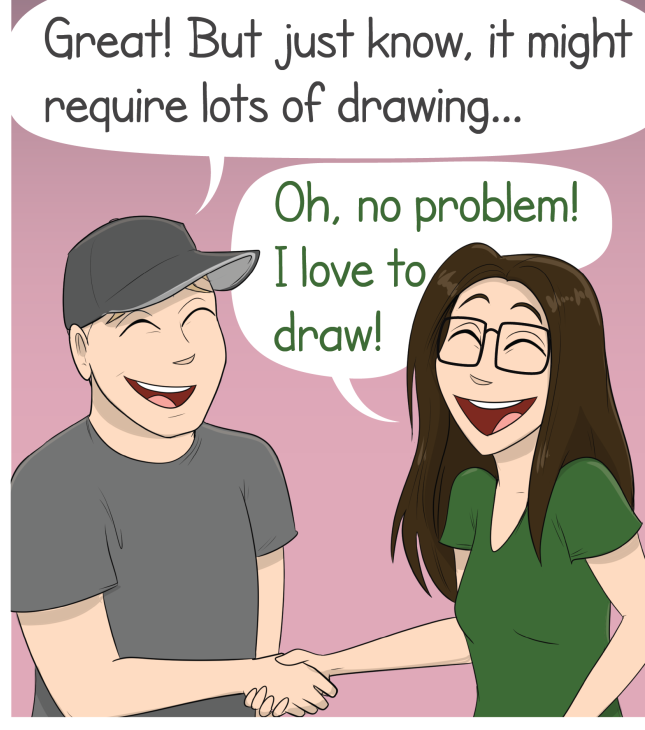 Great! But just know, it might
require lots of drawing...
Oh, no problem!
I love to
draw!